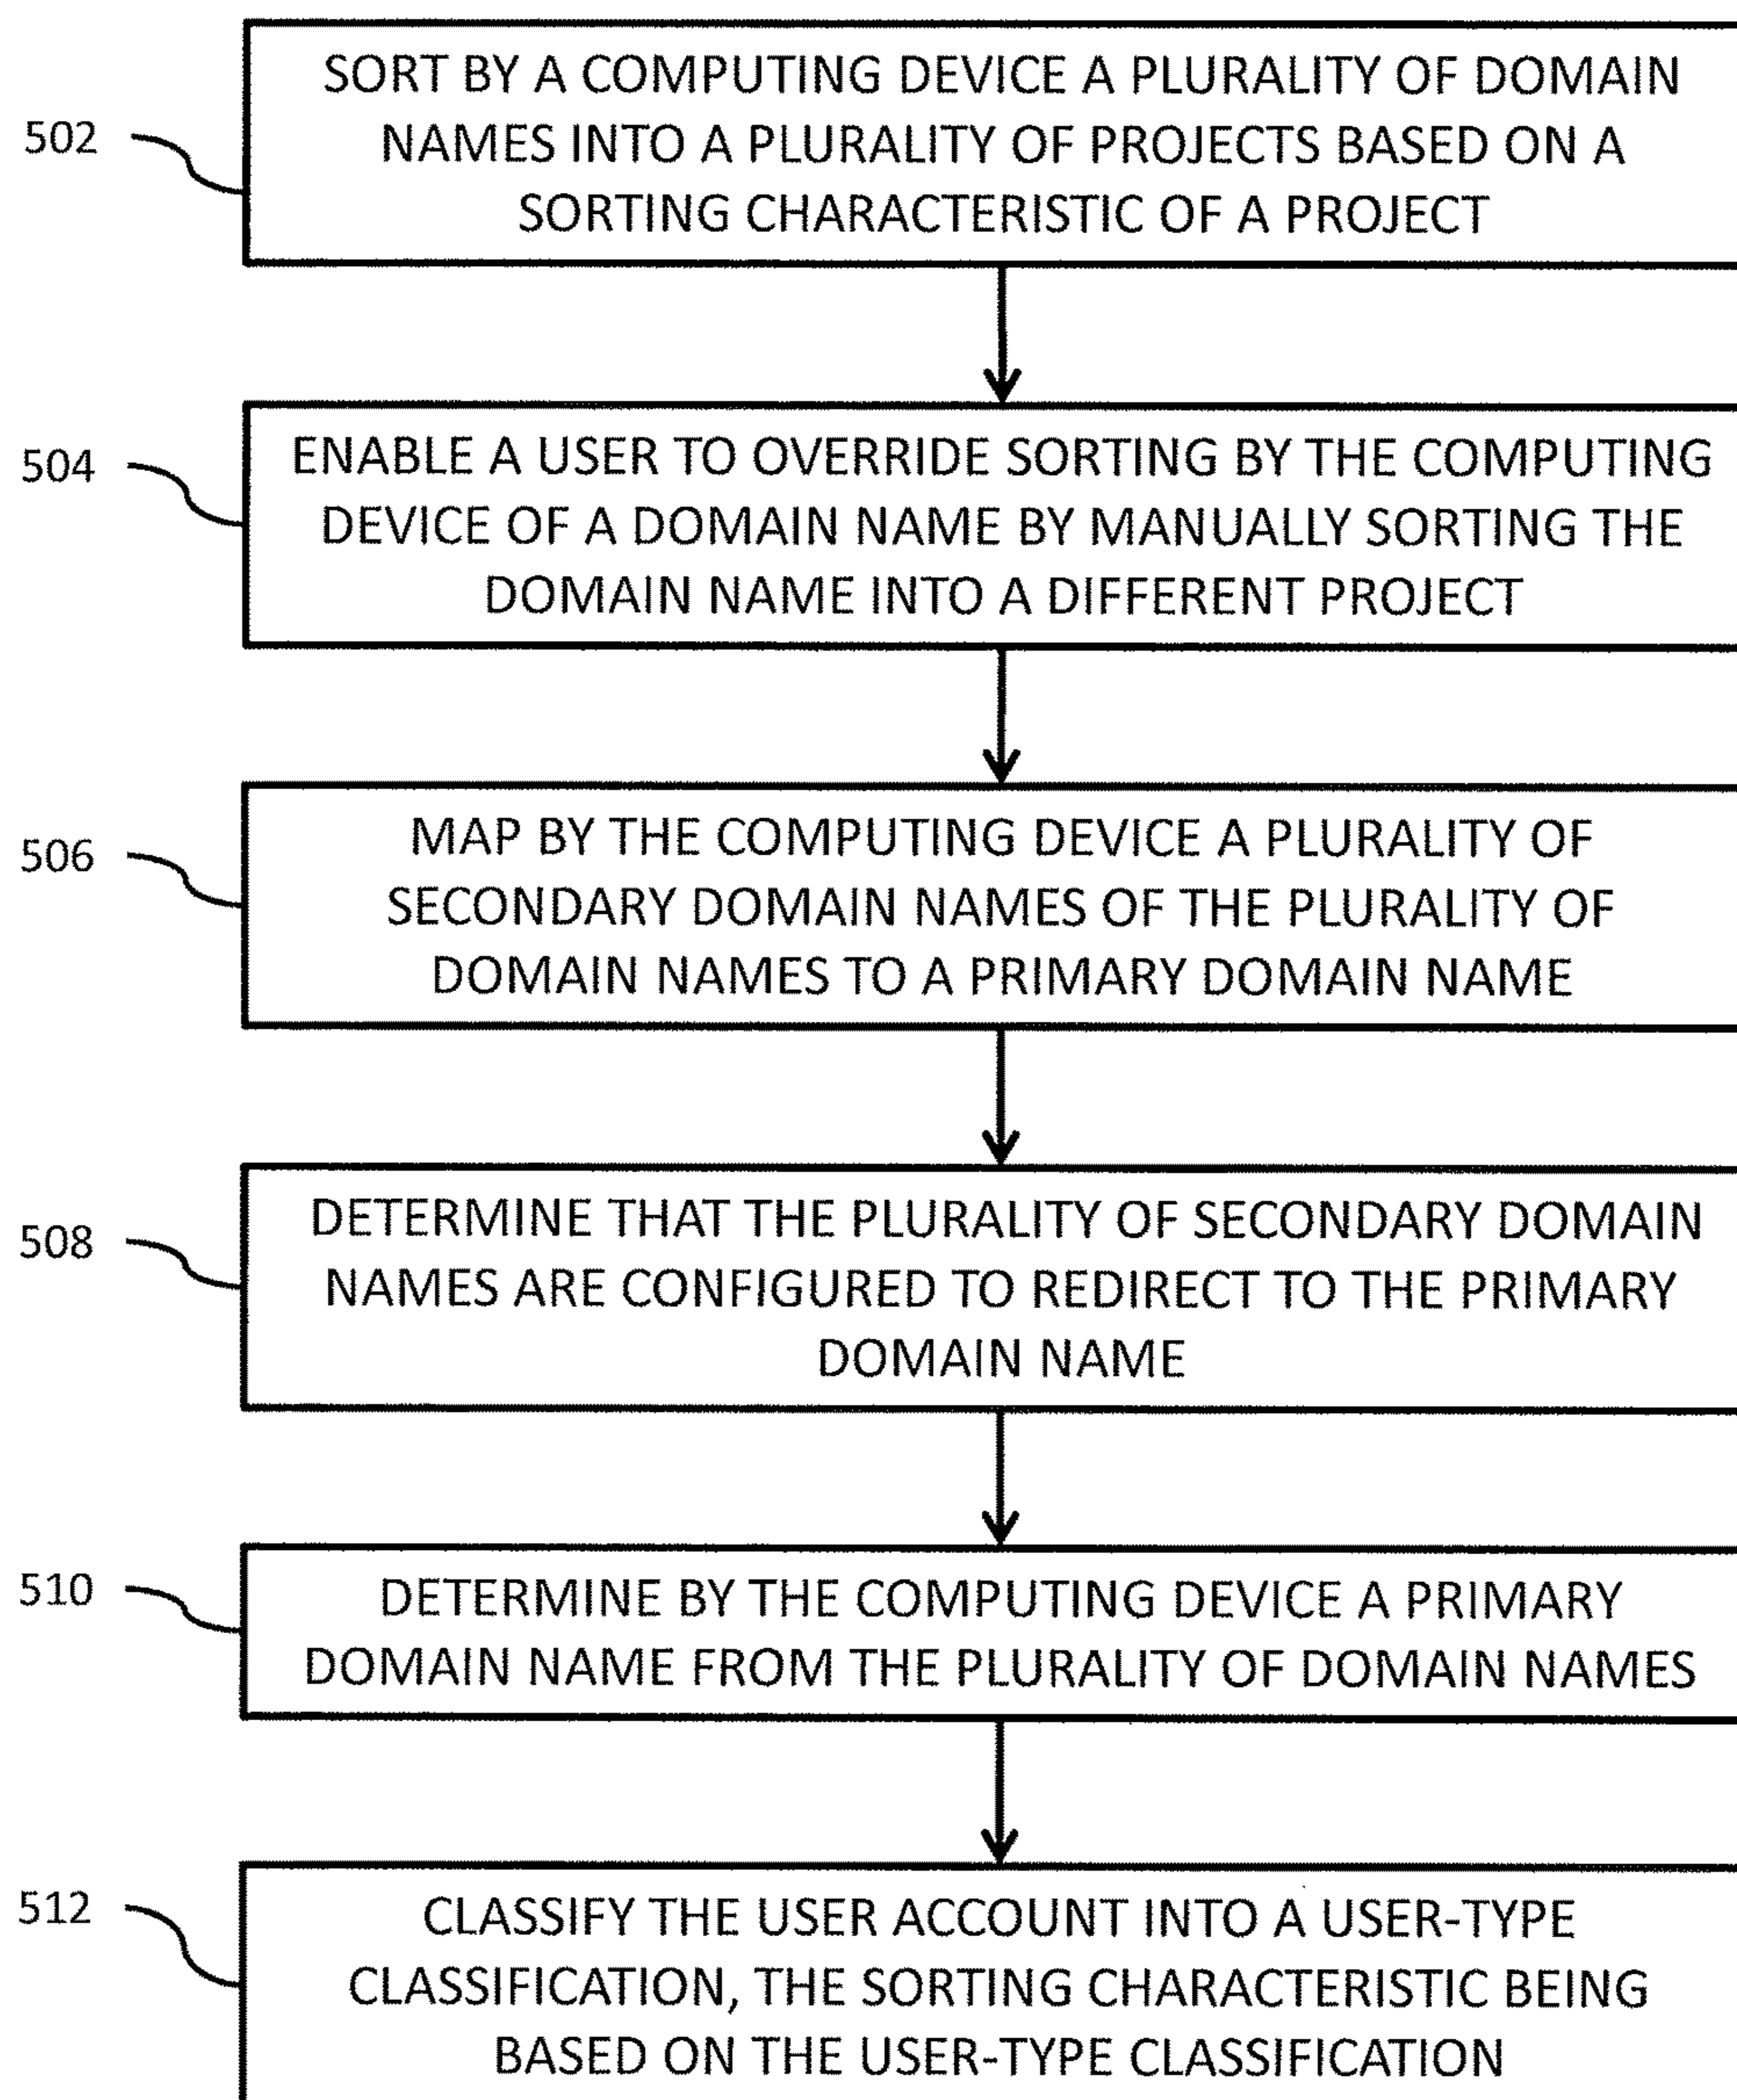 502
SORT BY A COMPUTING DEVICE A PLURALITY OF DOMAIN
NAMES INTO A PLURALITY OF PROJECTS BASED ON A
SORTING CHARACTERISTIC OF A PROJECT
504
ENABLE A USER TO OVERRIDE SORTING BY THE COMPUTING
DEVICE OF A DOMAIN NAME BY MANUALLY SORTING THE
DOMAIN NAME INTO A DIFFERENT PROJECT
506
MAP BY THE COMPUTING DEVICE A PLURALITY OF
SECONDARY DOMAIN NAMES OF THE PLURALITY OF
DOMAIN NAMES TO A PRIMARY DOMAIN NAME
508
DETERMINE THAT THE PLURALITY OF SECONDARY DOMAIN
NAMES ARE CONFIGURED TO REDIRECT TO THE PRIMARY
DOMAIN NAME
510
DETERMINE BY THE COMPUTING DEVICE A PRIMARY
DOMAIN NAME FROM THE PLURALITY OF DOMAIN NAMES
512
CLASSIFY THE USER ACCOUNT INTO A USER-TYPE
CLASSIFICATION, THE SORTING CHARACTERISTIC BEING
BASED ON THE USER-TYPE CLASSIFICATION